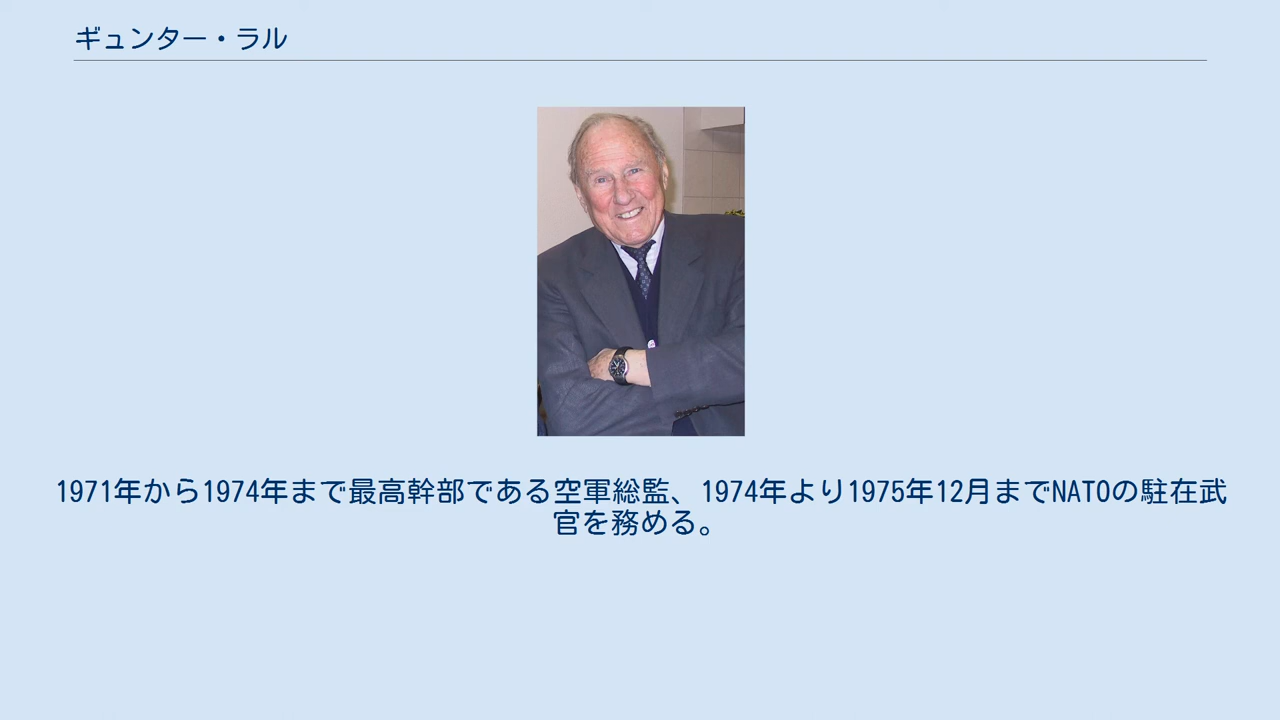 ギュンター・ラル
1971年から1974年まで最高幹部である空軍総監、1974年より1975年12月までNATOの駐在武
官を務める。